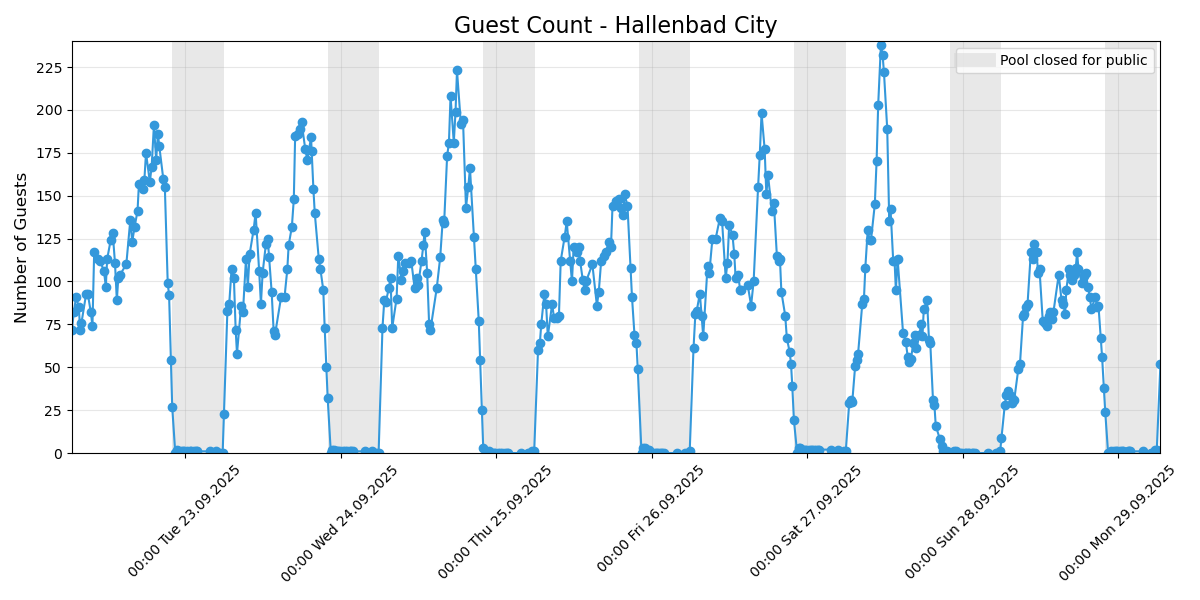 Guest Count - Hallenbad City
Pool closed for public
Number of Guests
225
200
175
150
125
100
75
50
25
0
00:00 Tue 23.09.2025
00:00 Wed 24.09.2025
00:00 Thu 25.09.2025
00:00 Fri 26.09.2025
00:00 Sat 27.09.2025
00:00 Sun 28.09.2025
00:00 Mon 29.09.2025